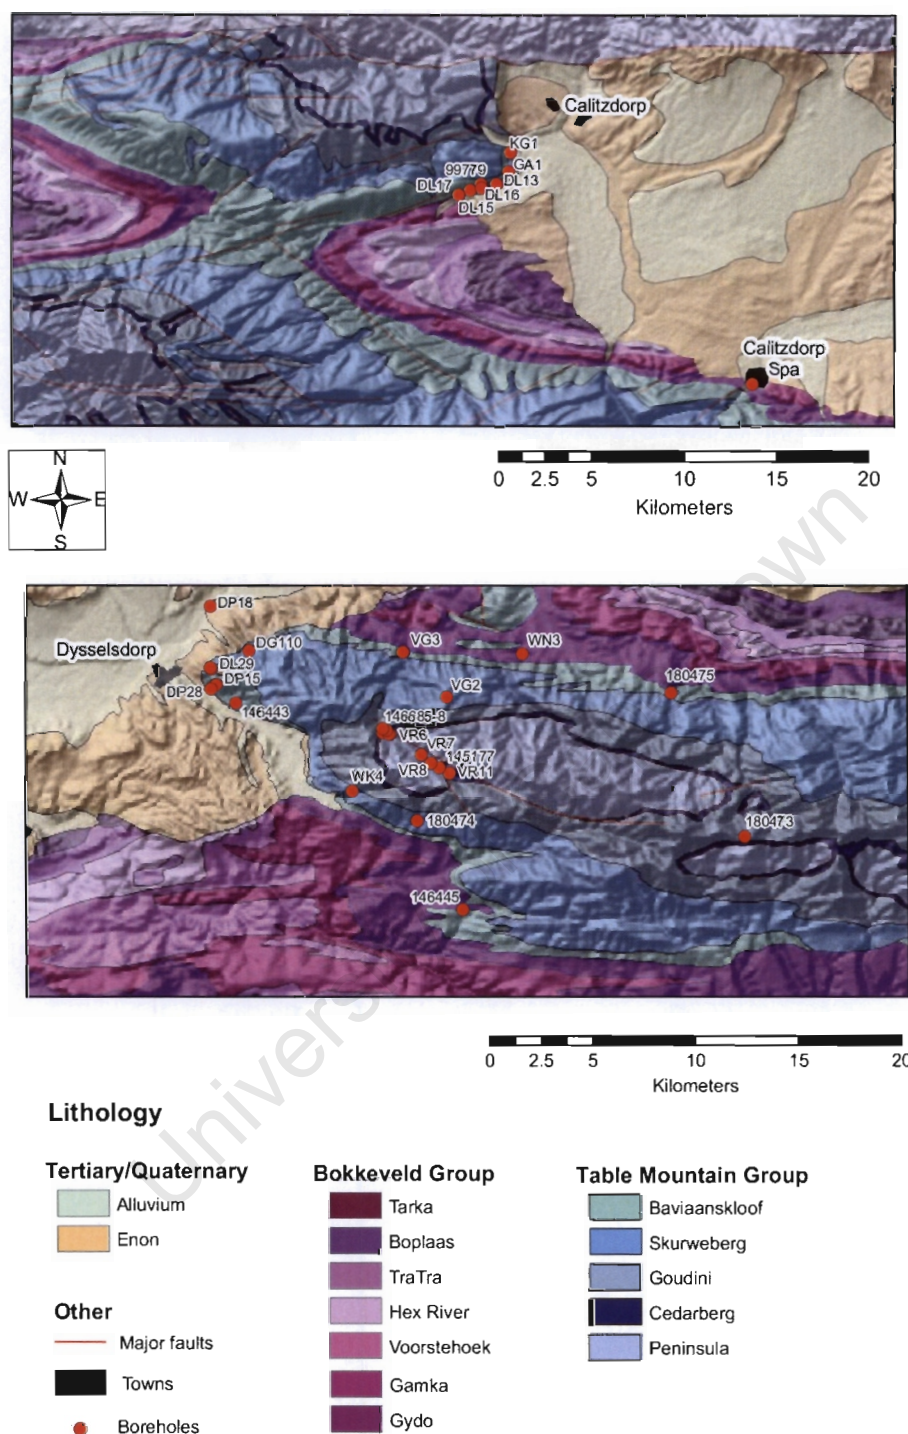 Calitzdorp
KG1
99779
GA1
DL17
DL13
DL16
DL15
Calitzdorp
Spa
N
W E
S
0 2.5 5 10 15 20
Kilometers
DP18
DG110
VG3
WN3
Dysselsdorp
DL29
180475
DP15
DP28
VG2
146443
146685-8
VR6
VR7
145177
VR8
VR11
WK4
180474
180473
146445
0 2.5 5 10 15 20
Kilometers
Lithology
Tertiary/Quaternary
Alluvium
Enon
Other
Major faults
Towns
Boreholes
Bokkeveld Group
Tarka
Boplaas
TraTra
Hex River
Voorstehoek
Gamka
Gydo
Table Mountain Group
Baviaanskloof
Skurweberg
Goudini
Cedarberg
Peninsula